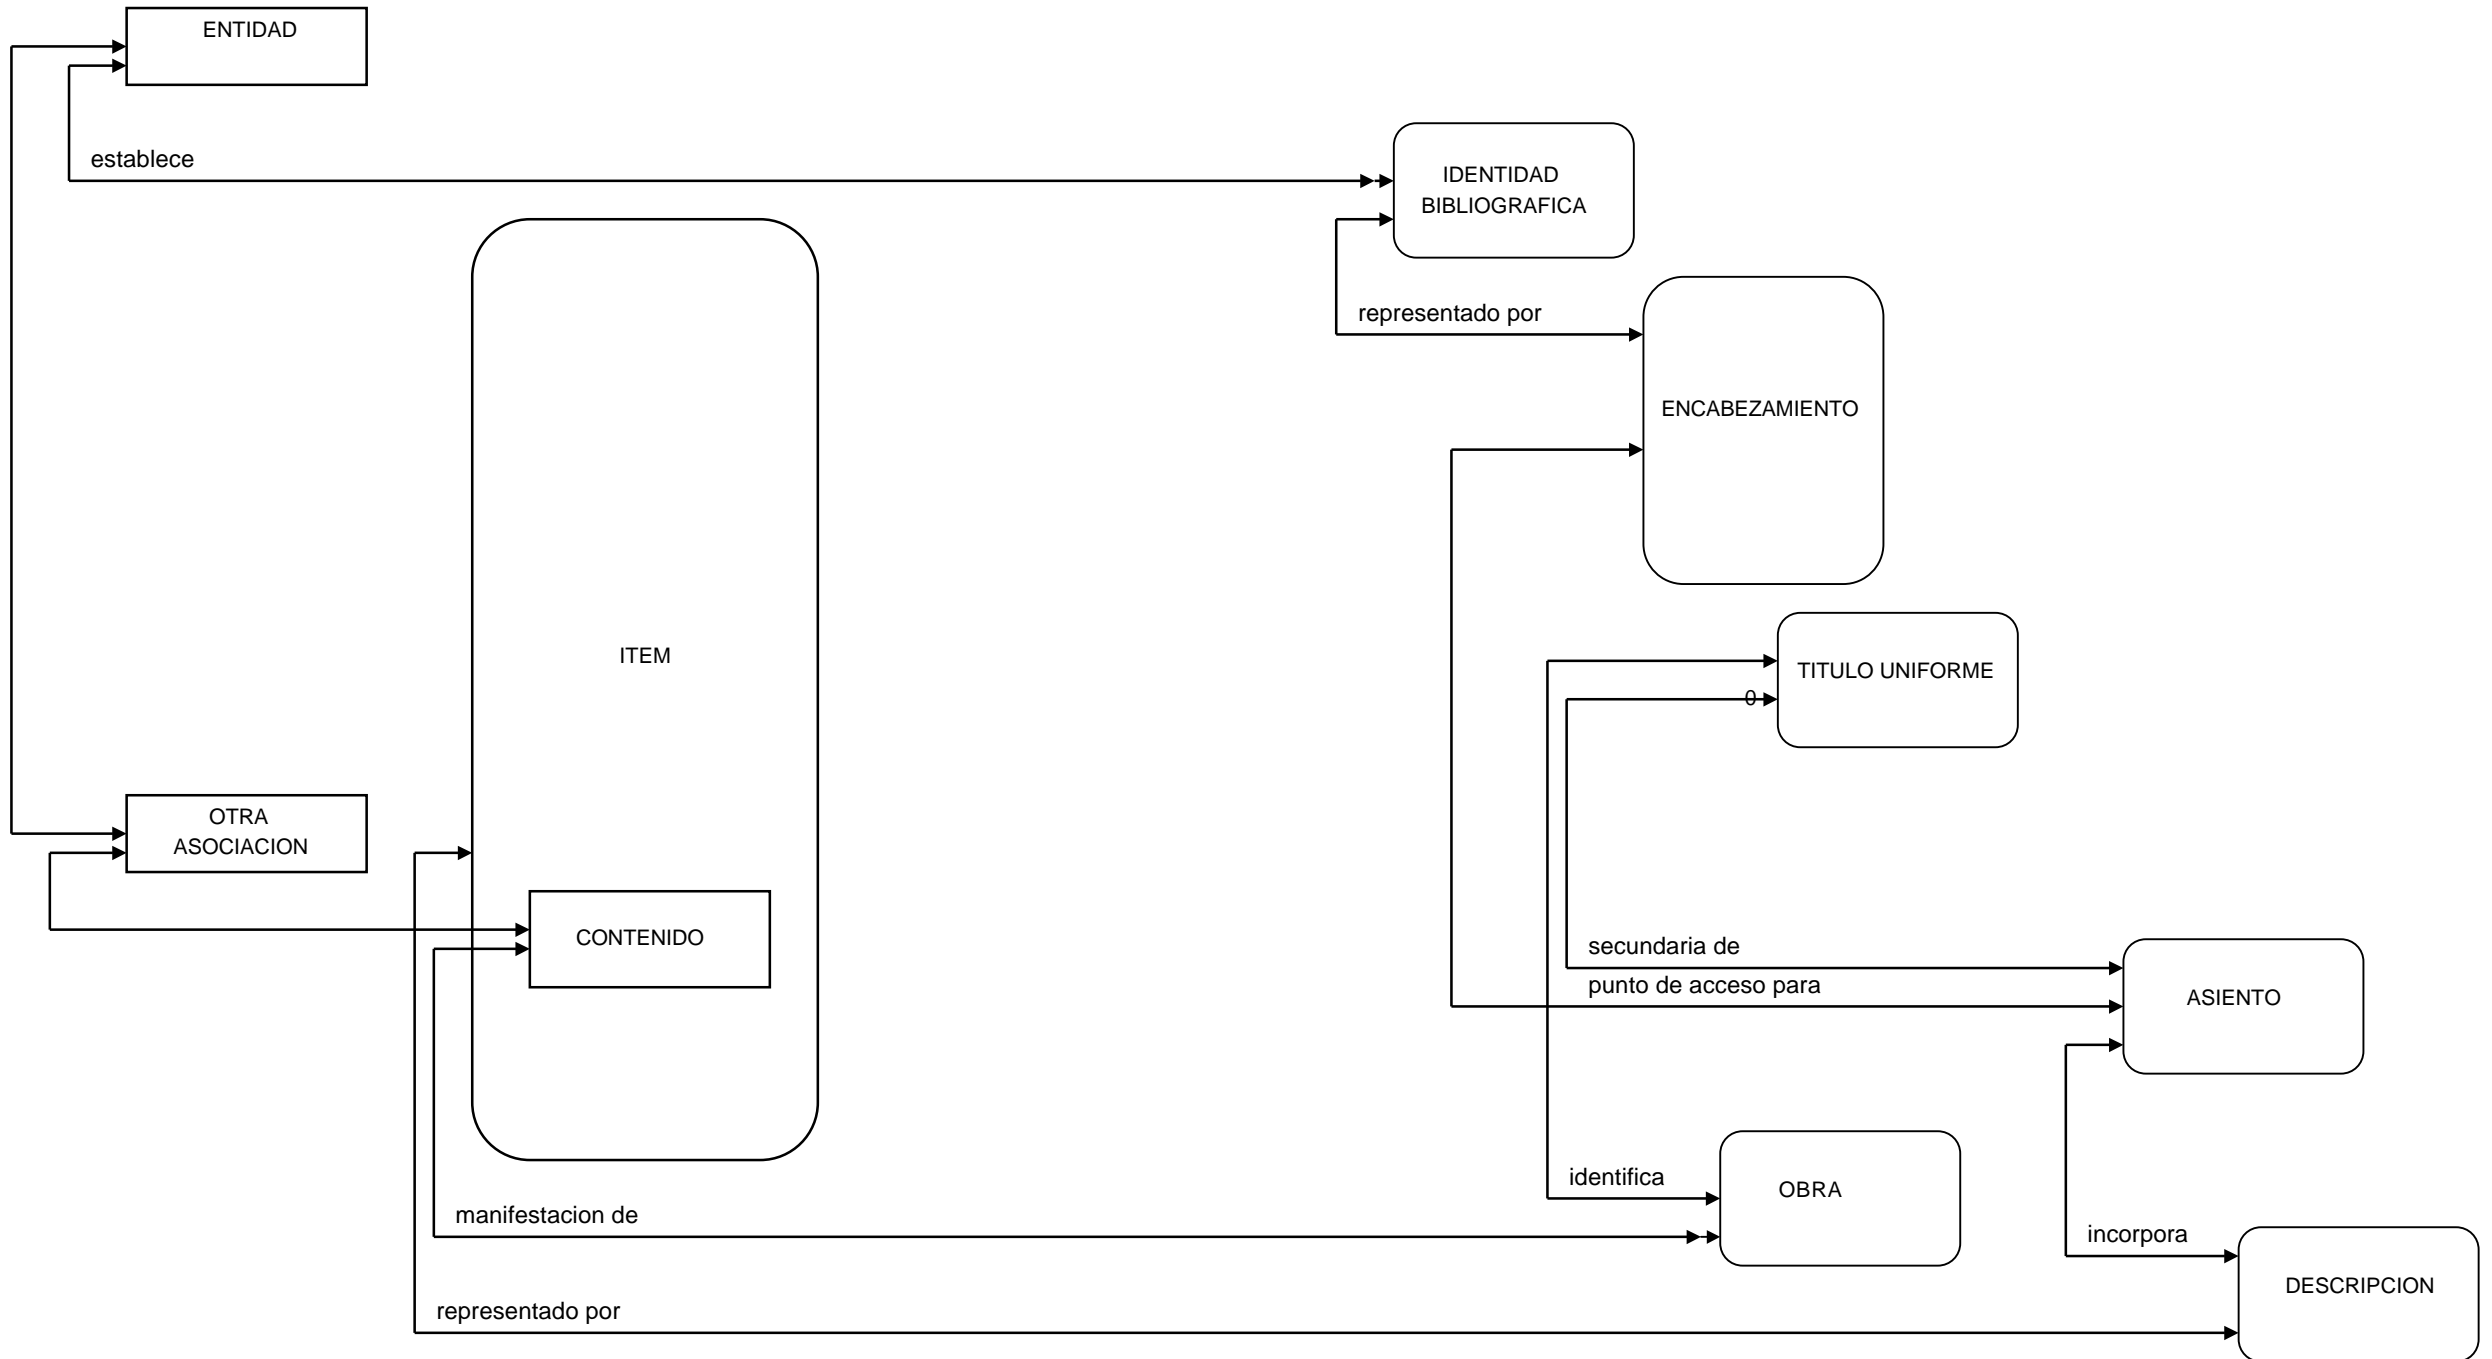 ENTIDAD
establece
IDENTIDAD
BIBLIOGRAFICA
representado por
ENCABEZAMIENTO
ITEM
TITULO UNIFORME
0
OTRA
ASOCIACION
CONTENIDO
secundaria de
punto de acceso para
ASIENTO
identifica
OBRA
manifestacion de
incorpora
DESCRIPCION
representado por